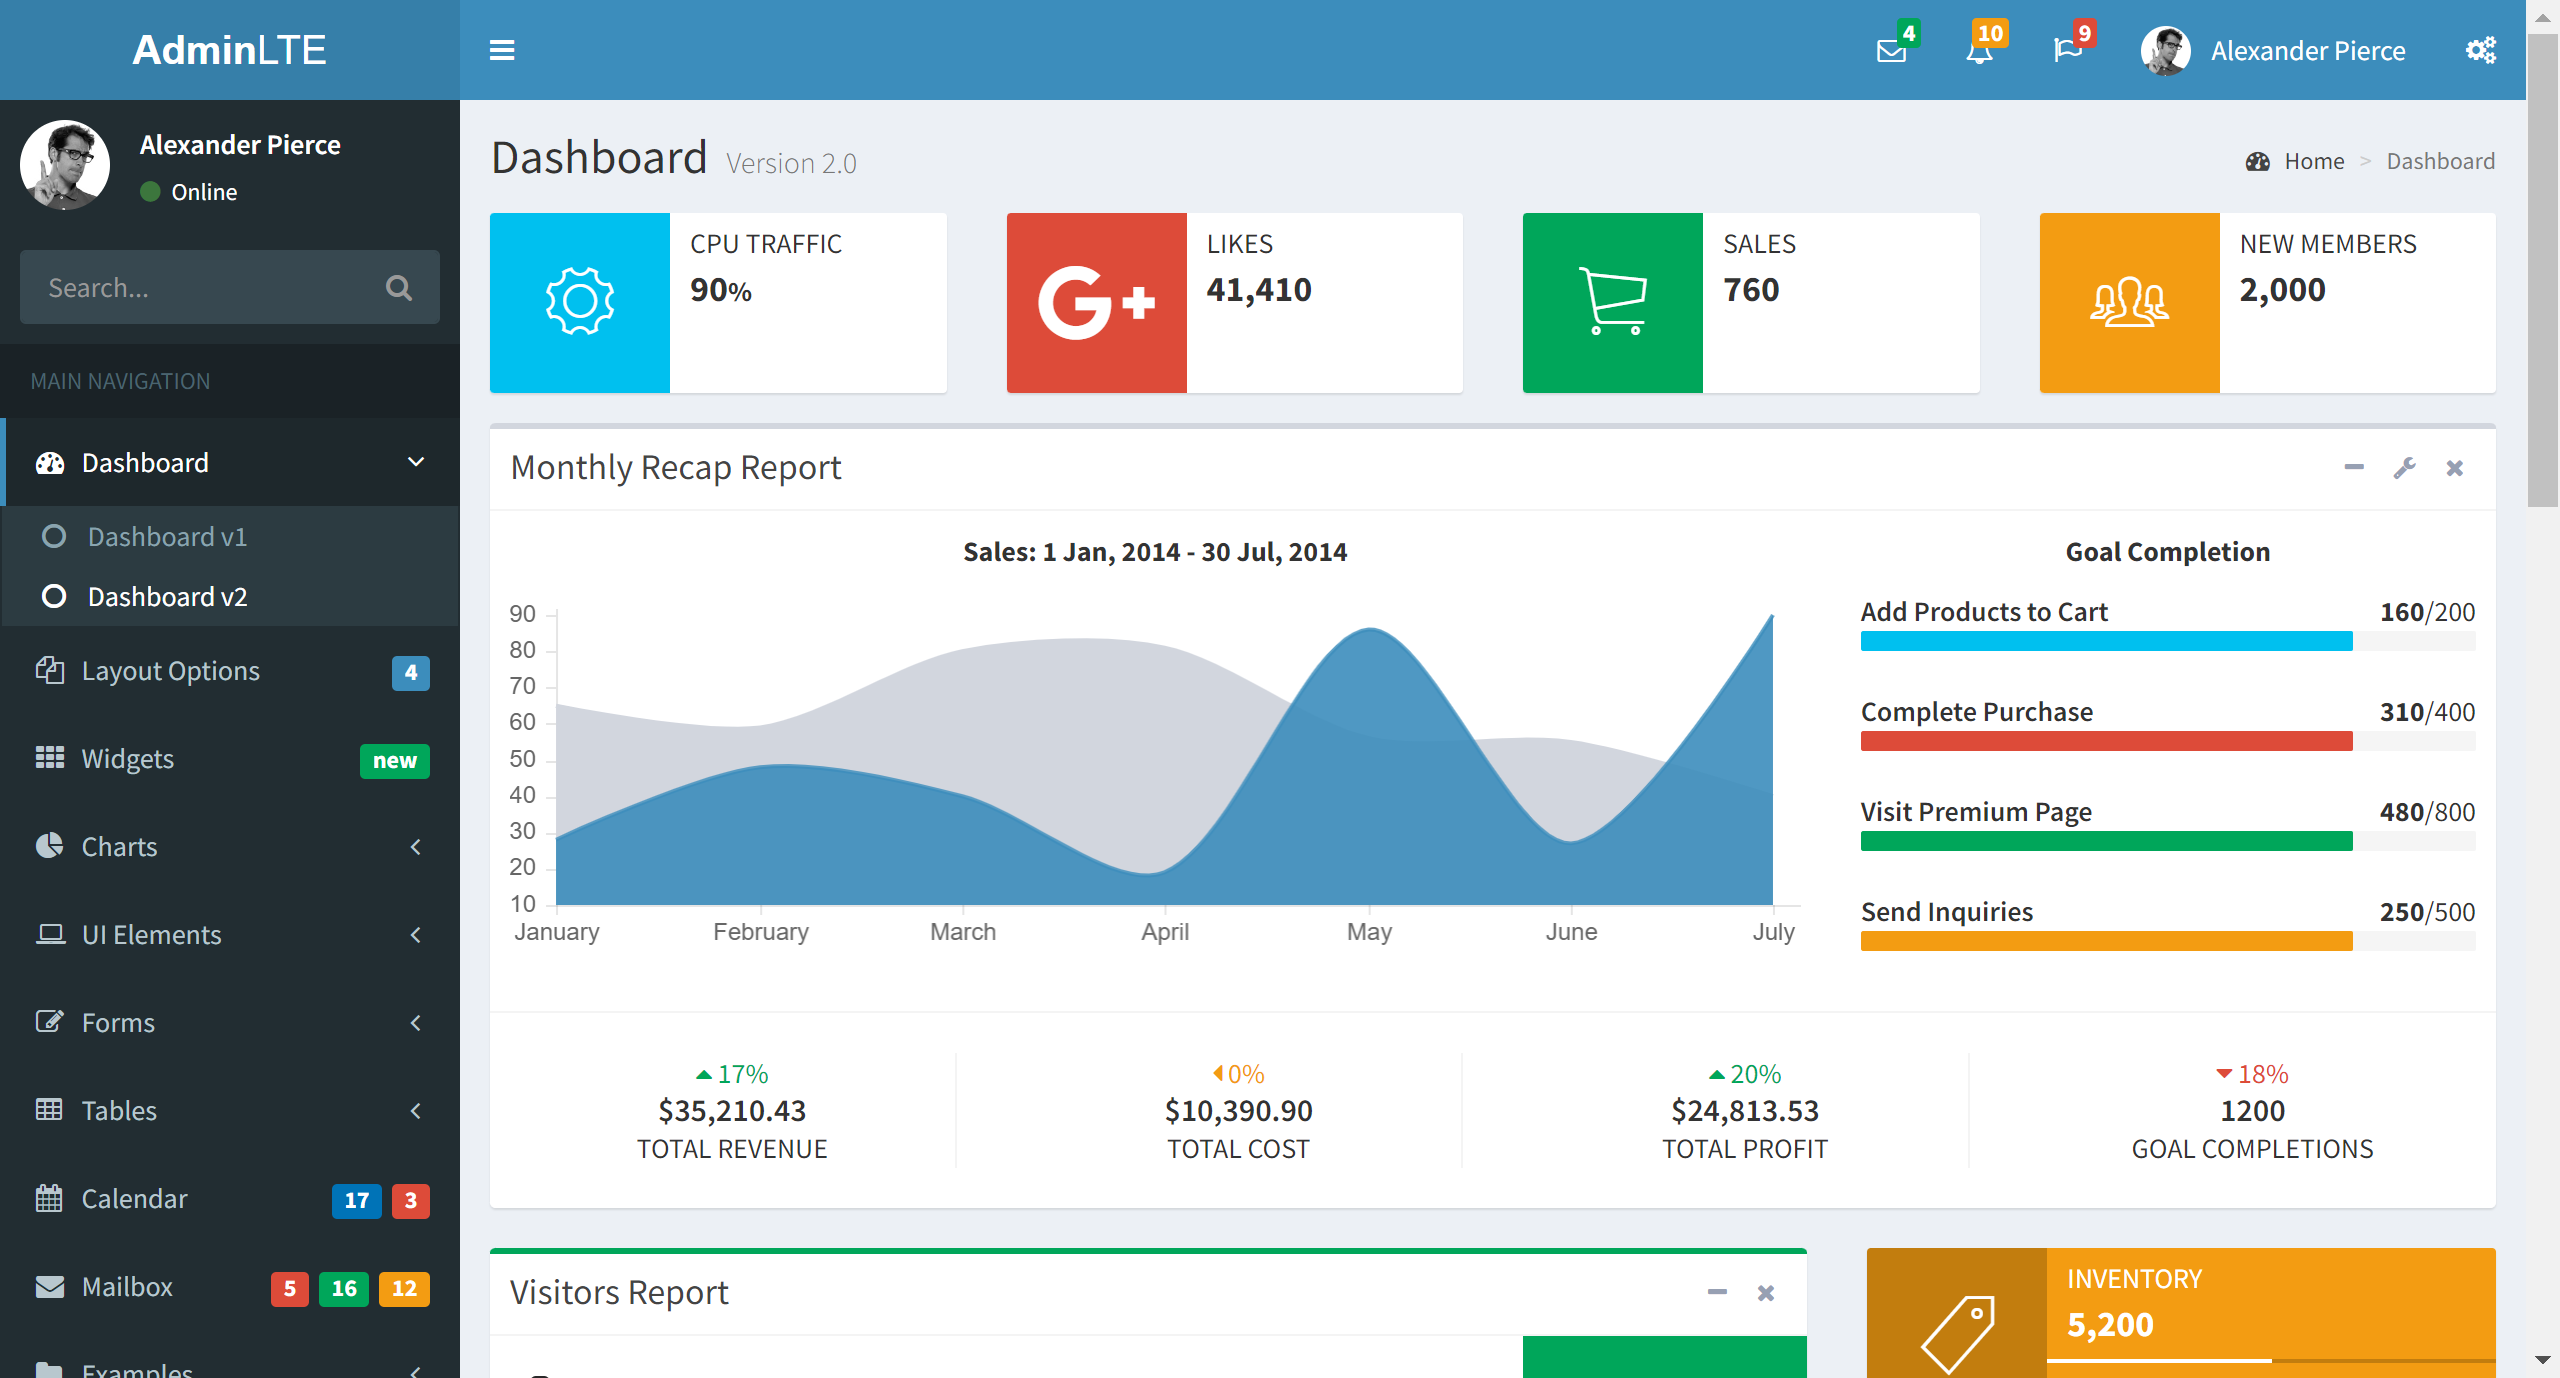 AdminLTE
4
10
9
Alexander Pierce
Alexander Pierce
Online
Search...
MAIN NAVIGATION
Dashboard
Dashboard v1
Dashboard v2
Layout Options 4
Widgets new
Charts
UI Elements
Forms
Tables
Calendar 17 3
Mailbox 5 16 12
Examples
Dashboard Version 2.0
Home > Dashboard
CPU TRAFFIC
90%
G+
LIKES
41,410
SALES
760
NEW MEMBERS
2,000
Monthly Recap Report
Sales: 1 Jan, 2014 - 30 Jul, 2014
90
80
70
60
50
40
30
20
10
January February March April May June July
Goal Completion
Add Products to Cart 160/200
Complete Purchase 310/400
Visit Premium Page 480/800
Send Inquiries 250/500
17%
$35,210.43
TOTAL REVENUE
0%
$10,390.90
TOTAL COST
20%
$24,813.53
TOTAL PROFIT
18%
1200
GOAL COMPLETIONS
Visitors Report
INVENTORY
5,200